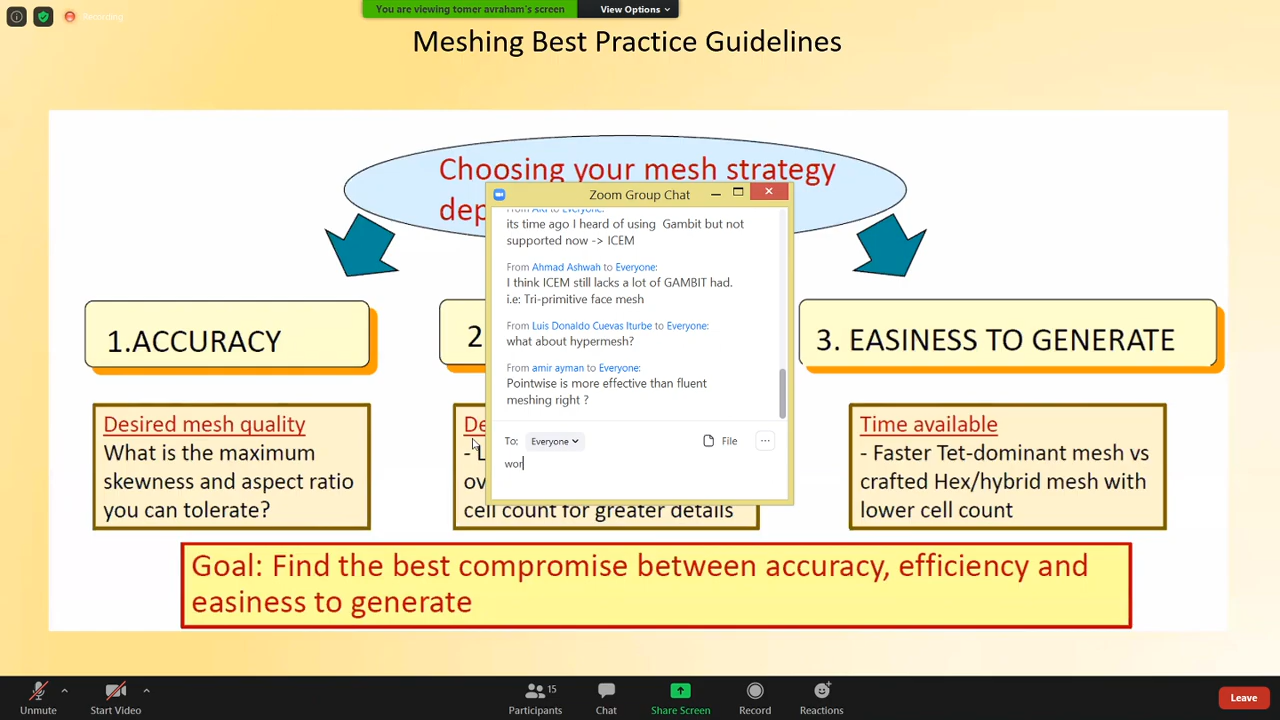 Recording
You are viewing tomer avraham's screen
View Options
Meshing Best Practice Guidelines
Choosing your mesh strategy
Zoom Group Chat
to Everyone:
its time ago I heard of using Gambit but not
supported now -> ICEM
From Ahmad Ashwah to Everyone:
I think ICEM still lacks a lot of GAMBIT had.
i.e: Tri-primitive face mesh
From Luis Donaldo Cuevas Iturbe to Everyone:
what about hypermesh?
From amir ayman to Everyone:
Pointwise is more effective than fluent
meshing right ?
To: Everyone
File
wor
1.ACCURACY
2
3. EASINESS TO GENERATE
Desired mesh quality
What is the maximum
skewness and aspect ratio
you can tolerate?
cell count for greater details
Time available
- Faster Tet-dominant mesh vs
crafted Hex/hybrid mesh with
lower cell count
Goal: Find the best compromise between accuracy, efficiency and
easiness to generate
Unmute
Start Video
15
Participants
Chat
Share Screen
Record
Reactions
Leave